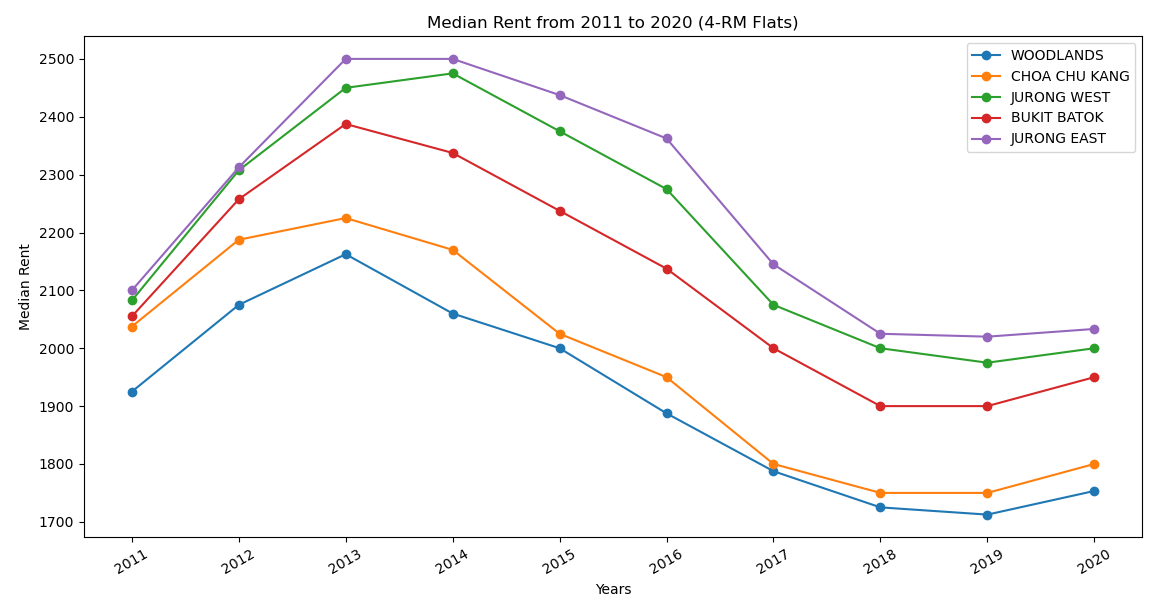 Median Rent from 2011 to 2020 (4-RM Flats)
2500
2400
2300
2200
2100
2000
1900
1800
1700
Median Rent
WOODLANDS
CHOA CHU KANG
JURONG WEST
BUKIT BATOK
JURONG EAST
2011 2012 2013 2014 2015 2016 2017 2018 2019 2020
Years